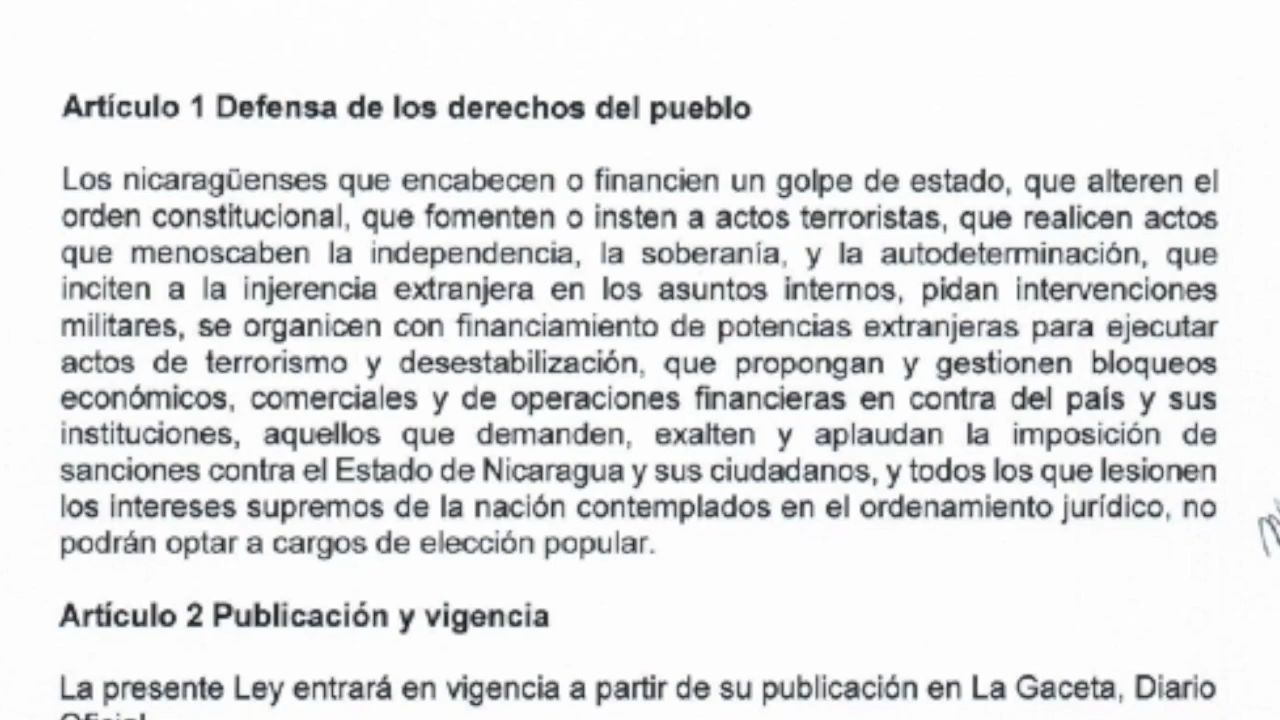 Artículo 1 Defensa de los derechos del pueblo
Los nicaragüenses que encabecen o financien un golpe de estado, que alteren el
orden constitucional, que fomenten o insten a actos terroristas, que realicen actos
que menoscaben la independencia, la soberanía, y la autodeterminación, que
inciten a la injerencia extranjera en los asuntos internos, pidan intervenciones
militares, se organicen con financiamiento de potencias extranjeras para ejecutar
actos de terrorismo y desestabilización, que propongan y gestionen bloqueos
económicos, comerciales y de operaciones financieras en contra del país y sus
instituciones, aquellos que demanden, exalten y aplaudan la imposición de
sanciones contra el Estado de Nicaragua y sus ciudadanos, y todos los que lesionen
los intereses supremos de la nación contemplados en el ordenamiento jurídico, no
podrán optar a cargos de elección popular.
Artículo 2 Publicación y vigencia
La presente Ley entrará en vigencia a partir de su publicación en La Gaceta, Diario